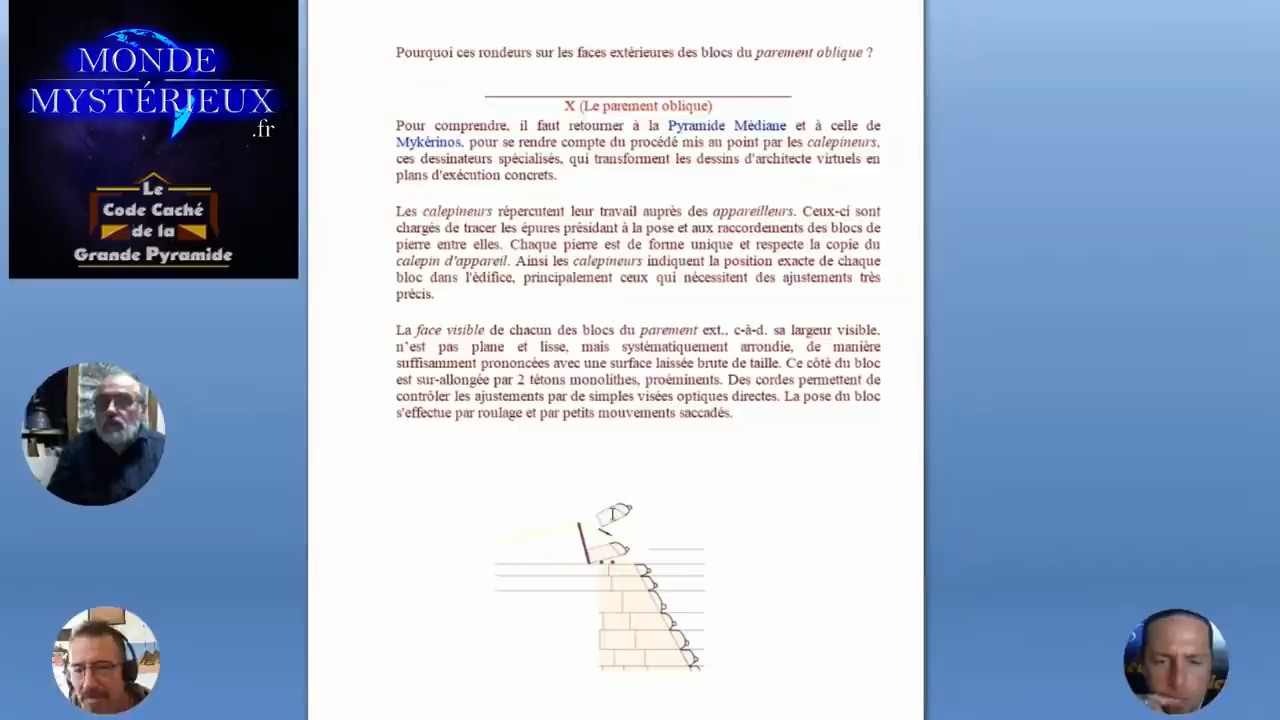 MONDE
MYSTÉRIEUX
.fr
Le
Code Caché
de la
Grande Pyramide
Pourquoi ces rondeurs sur les faces extérieures des blocs du parement oblique ?
X (Le parement oblique)
Pour comprendre, il faut retourner à la Pyramide Médiane et à celle de
Mykérinos, pour se rendre compte du procédé mis au point par les calepineurs,
ces dessinateurs spécialisés, qui transforment les dessins d'architecte virtuels en
plans d'exécution concrets.
Les calepineurs répercutent leur travail auprès des appareilleurs. Ceux-ci sont
chargés de tracer les épures présidant à la pose et aux raccordements des blocs de
pierre entre elles. Chaque pierre est de forme unique et respecte la copie du
calepin d'appareil. Ainsi les calepineurs indiquent la position exacte de chaque
bloc dans l'édifice, principalement ceux qui nécessitent des ajustements très
précis.
La face visible de chacun des blocs du parement ext., c-à-d. sa largeur visible,
n'est pas plane et lisse, mais systématiquement arrondie, de manière
suffisamment prononcées avec une surface laissée brute de taille. Ce côté du bloc
est sur-allongée par 2 tétons monolithes, proéminents. Des cordes permettent de
contrôler les ajustements par de simples visées optiques directes. La pose du bloc
s'effectue par roulage et par petits mouvements saccadés.